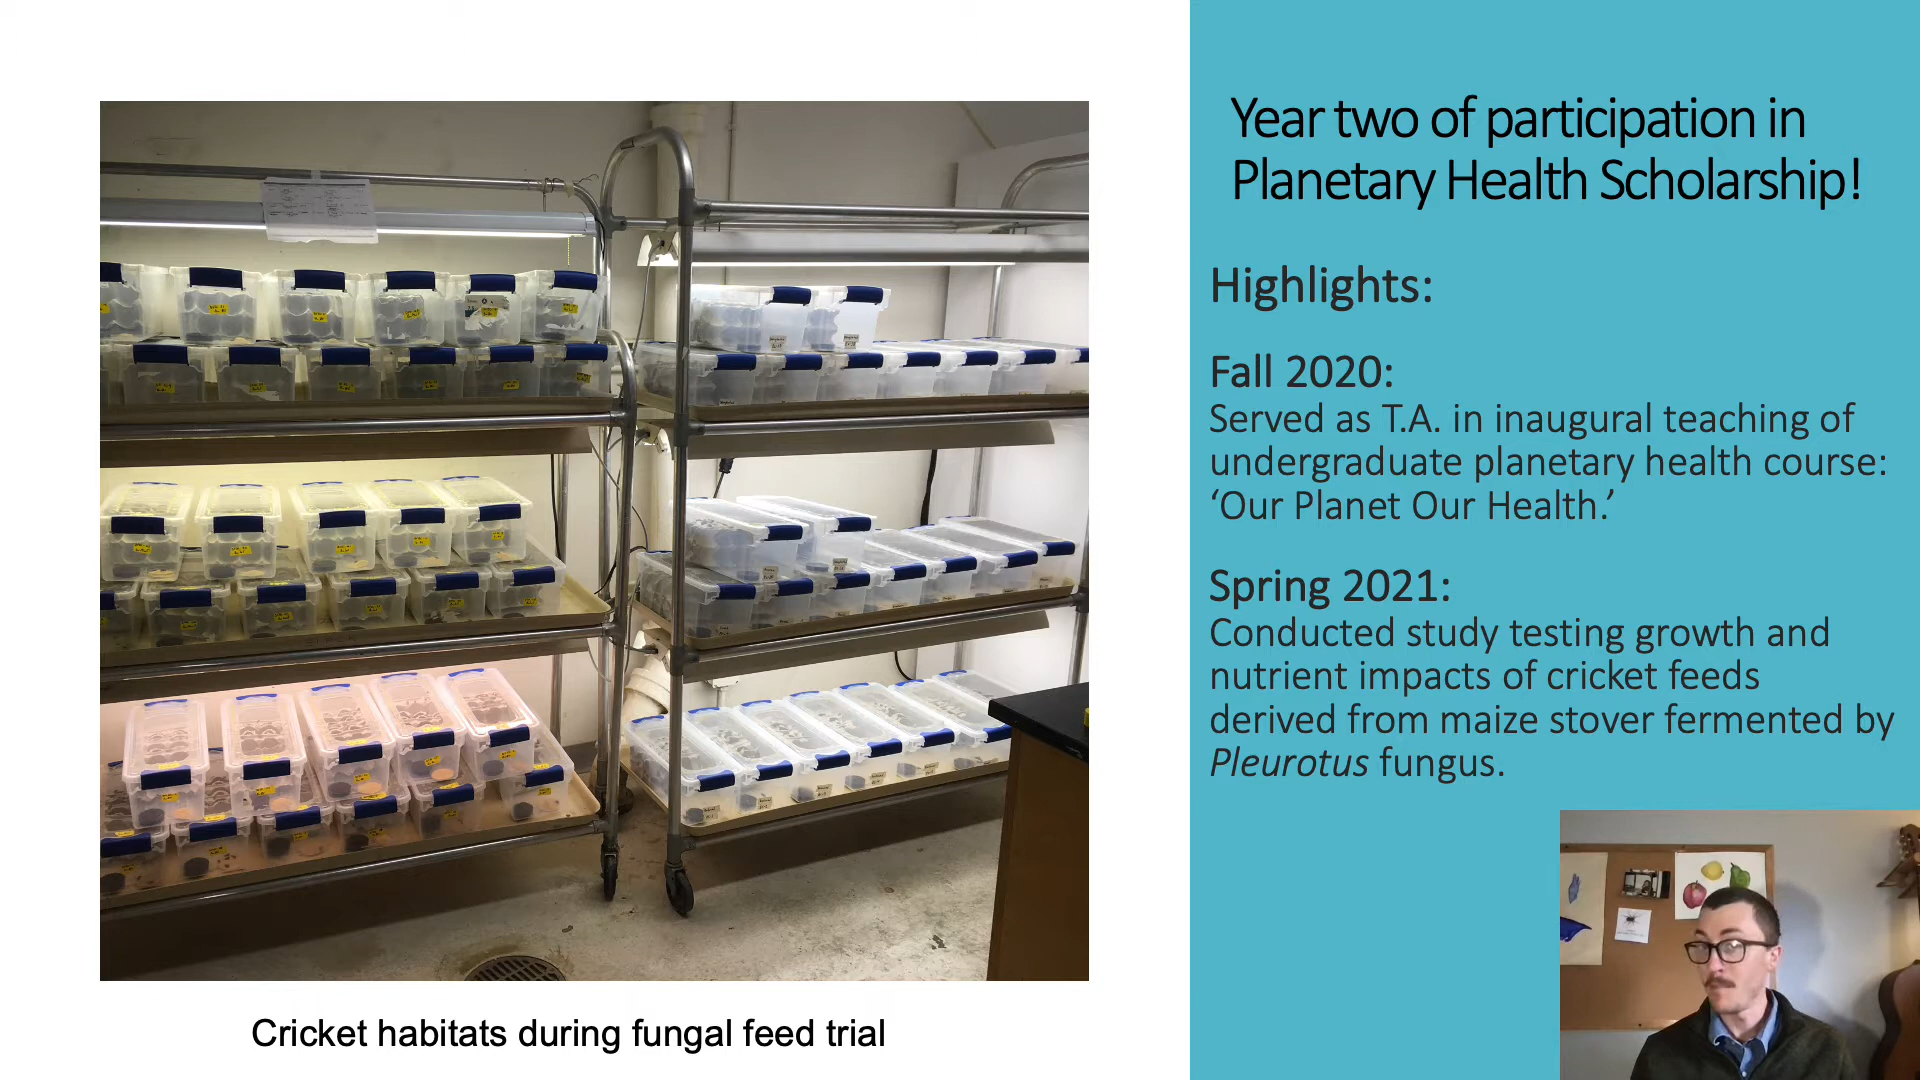 Year two of participation in
Planetary Health Scholarship!
Highlights:
Fall 2020:
Served as T.A. in inaugural teaching of
undergraduate planetary health course:
‘Our Planet Our Health.’
Spring 2021:
Conducted study testing growth and
nutrient impacts of cricket feeds
derived from maize stover fermented by
Pleurotus fungus.
Cricket habitats during fungal feed trial